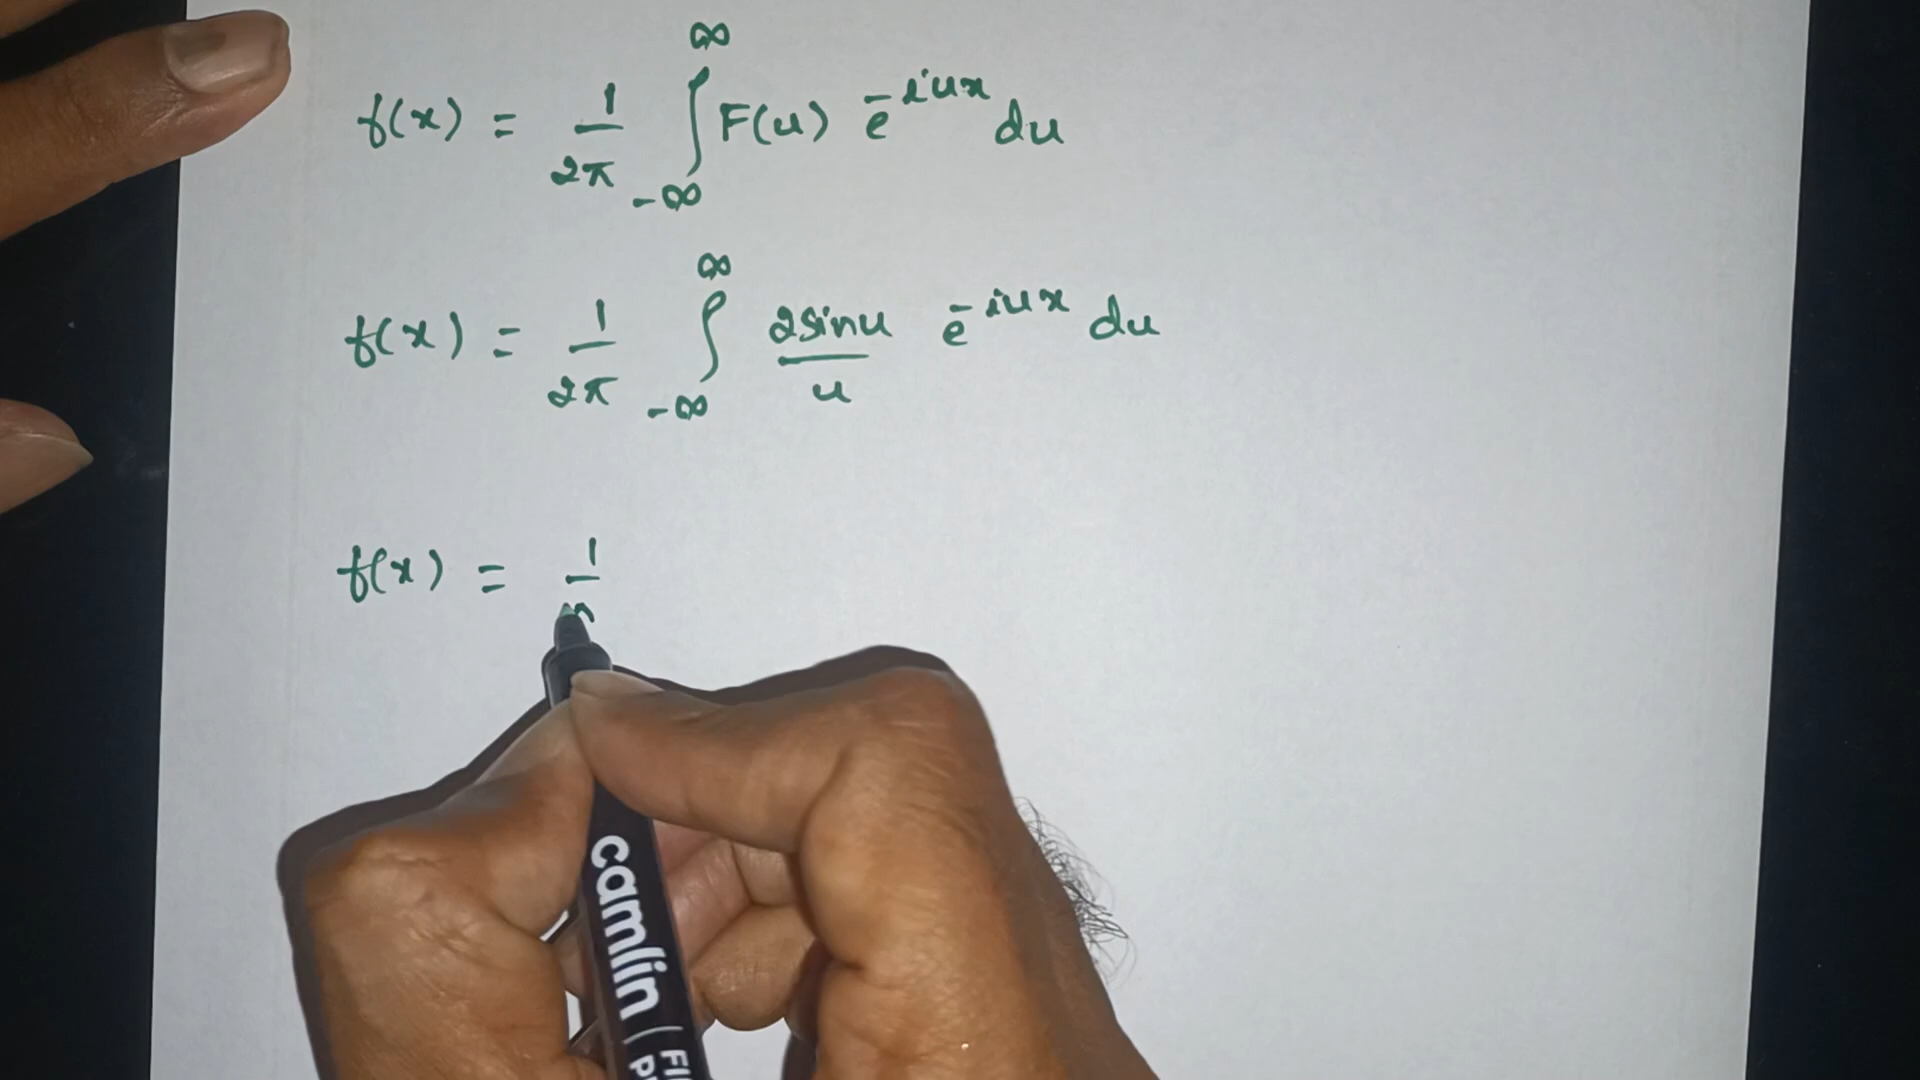 f(x) = 1/2π ∫_{-∞}^{∞} F(u) e^{-iux} du
f(x) = 1/2π ∫_{-∞}^{∞} 2sinu/u e^{-iux} du
f(x) = 1/
camlin